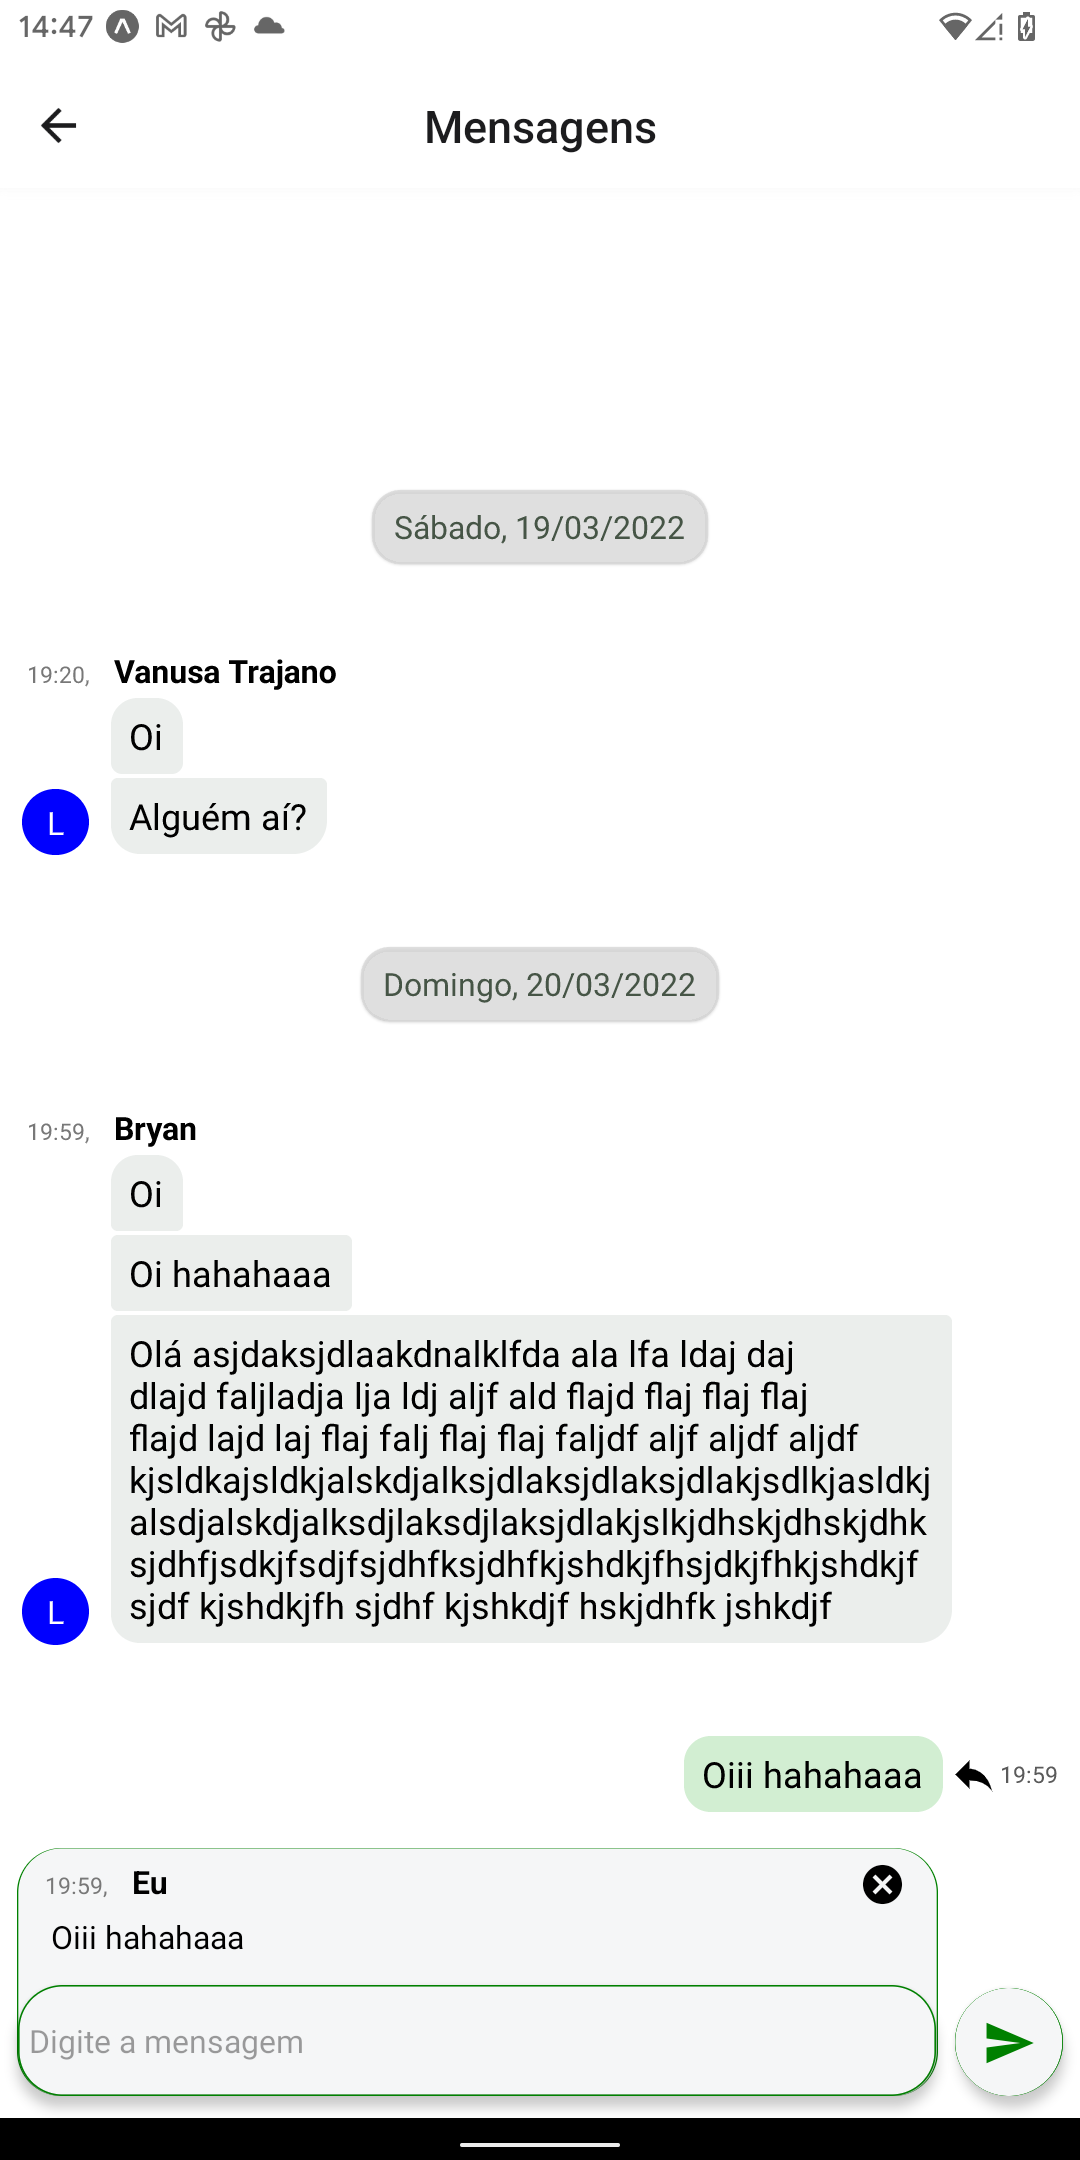 14:47
Mensagens
Sábado, 19/03/2022
19:20, Vanusa Trajano
Oi
Alguém aí?
L
Domingo, 20/03/2022
19:59, Bryan
Oi
Oi hahahaaa
Olá asjdaksjdlaakdnalklfda ala lfa ldaj daj
dlajd faljladja lja ldj aljf ald flajd flaj flaj flaj
flajd lajd laj flaj falj flaj flaj faljdf aljf aljdf aljdf
kjsldkajsldkjalskdjalksjdlaksjdlaksjdlakjsdlkjasldkj
alsdjalskdjalksdjlaksdjlaksjdlakjslkjdhskjdhskjdhk
sjdhfjsdkjfsdjfsjdhfksjdhfkjshdkjfhsjdkjfhkjshdkjf
sjdf kjshdkjfh sjdhf kjshkdjf hskjdhfk jshkdjf
L
Oiii hahahaaa 19:59
19:59, Eu
Oiii hahahaaa
Digite a mensagem